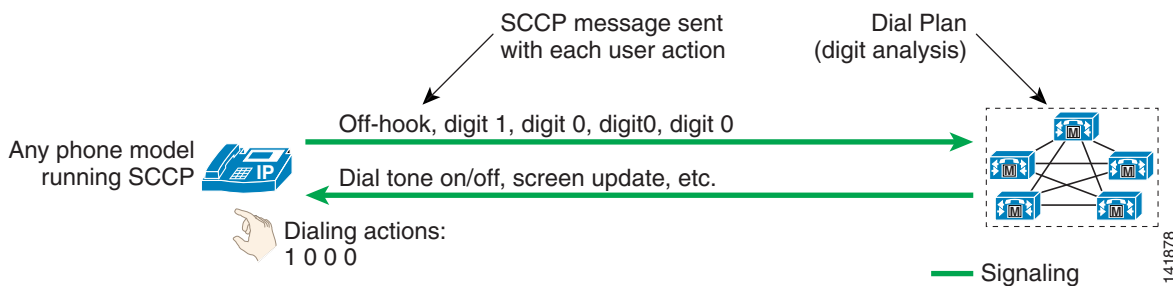 SCCP message sent
with each user action
Dial Plan
(digit analysis)
Off-hook, digit 1, digit 0, digit0, digit 0
Any phone model
running SCCP
IP
Dial tone on/off, screen update, etc.
M
M
M
M
M
Dialing actions:
1 0 0 0
Signaling
141878